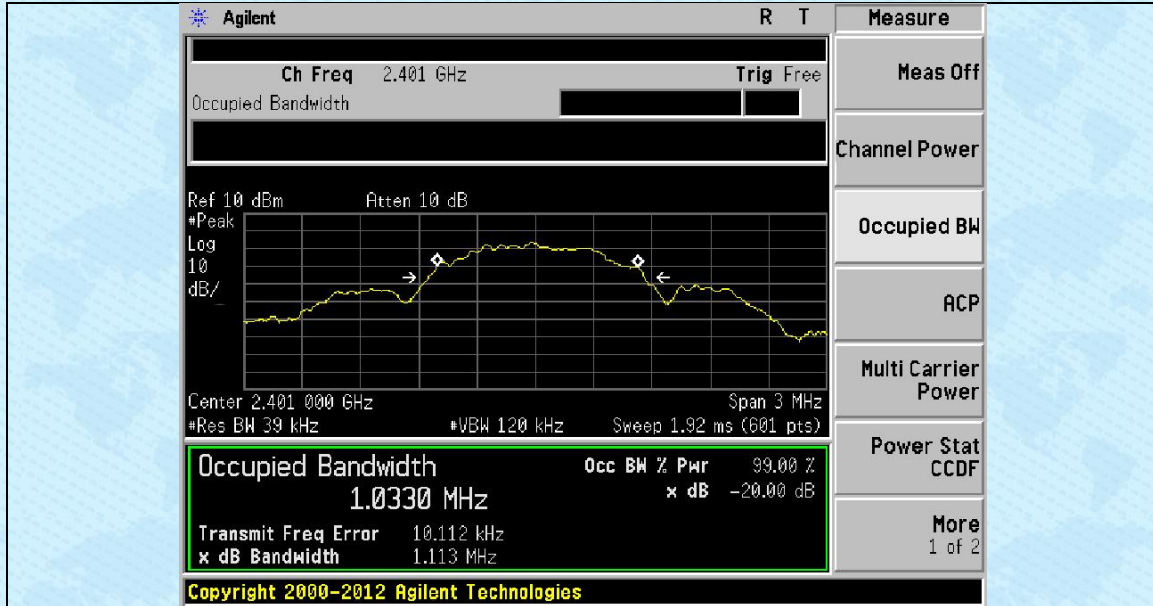 Agilent R T
Measure
Ch Freq 2.401 GHz Trig Free
Occupied Bandwidth
Meas Off
Channel Power
Ref 10 dBm Atten 10 dB
#Peak
Log
10
dB/
Occupied BW
ACP
Multi Carrier
Power
Center 2.401 000 GHz Span 3 MHz
#Res BW 39 kHz #VBW 120 kHz Sweep 1.92 ms (601 pts)
Occupied Bandwidth Occ BW % Pwr 99.00 %
1.0330 MHz x dB -20.00 dB
Transmit Freq Error 10.112 kHz
x dB Bandwidth 1.113 MHz
Power Stat
CCDF
More
1 of 2
Copyright 2000-2012 Agilent Technologies